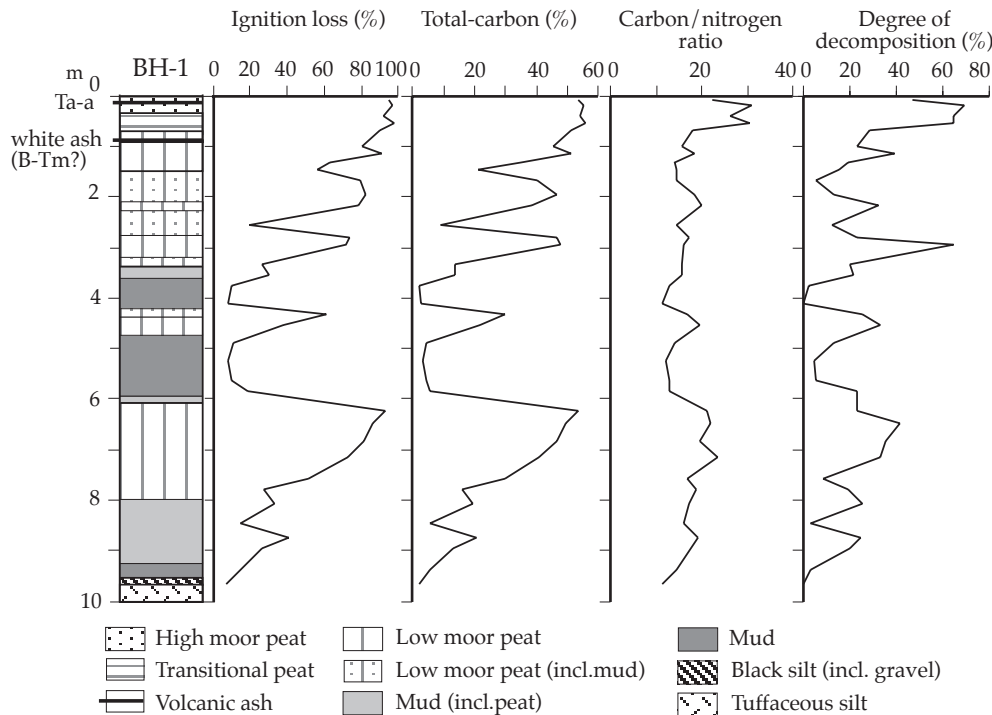 Ignition loss (%)
Total-carbon (%)
Carbon/nitrogen
ratio
Degree of
decomposition (%)
m
BH-1
0 20 40 60 80 100
0 20 40 60
0 20 40
0 20 40 60 80
0
Ta-a
white ash
(B-Tm?)
2
4
6
8
10
High moor peat
Transitional peat
Volcanic ash
Low moor peat
Low moor peat (incl.mud)
Mud (incl.peat)
Mud
Black silt (incl. gravel)
Tuffaceous silt